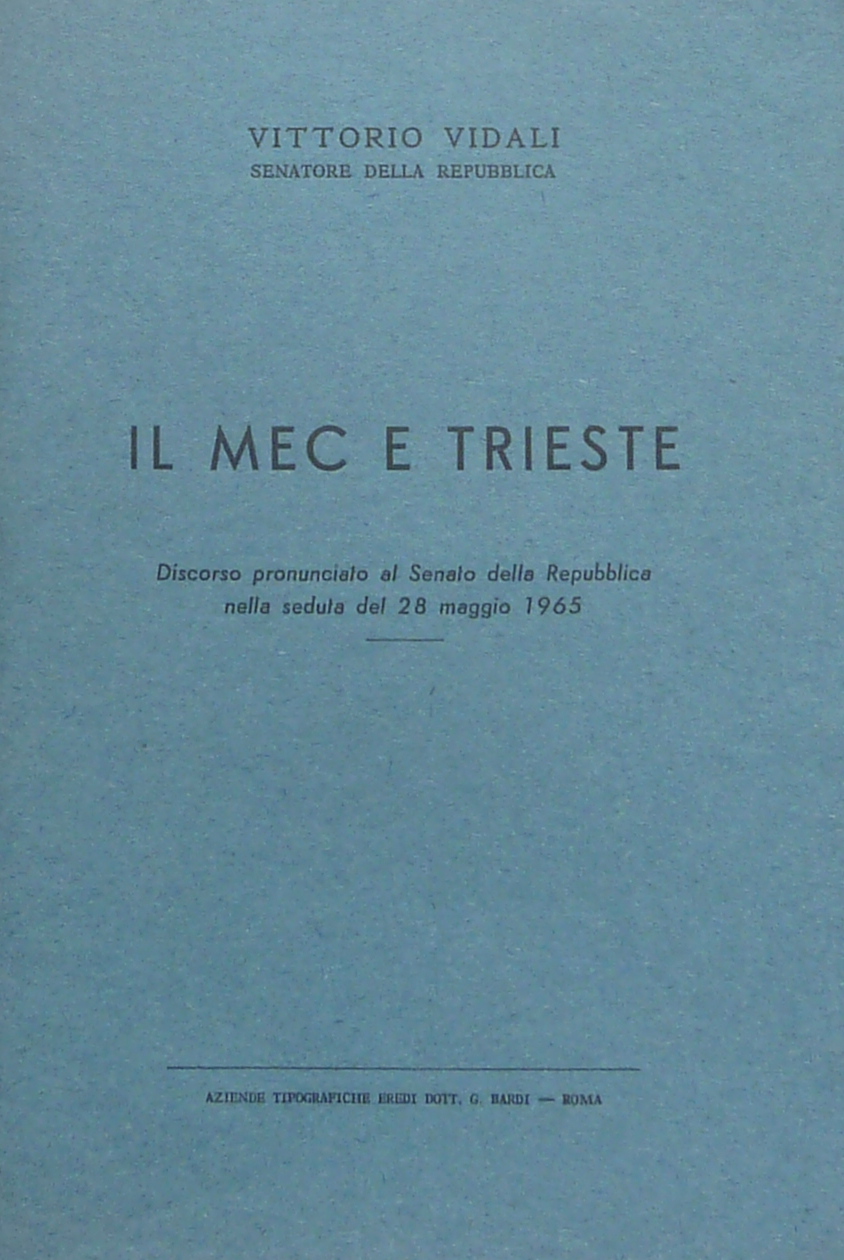 VITTORIO VIDALI
SENATORE DELLA REPUBBLICA
IL MEC E TRIESTE
Discorso pronunciato al Senato della Repubblica
nella seduta del 28 maggio 1965
AZIENDE TIPOGRAFICHE EREDI DOTT. G. BARDI — ROMA